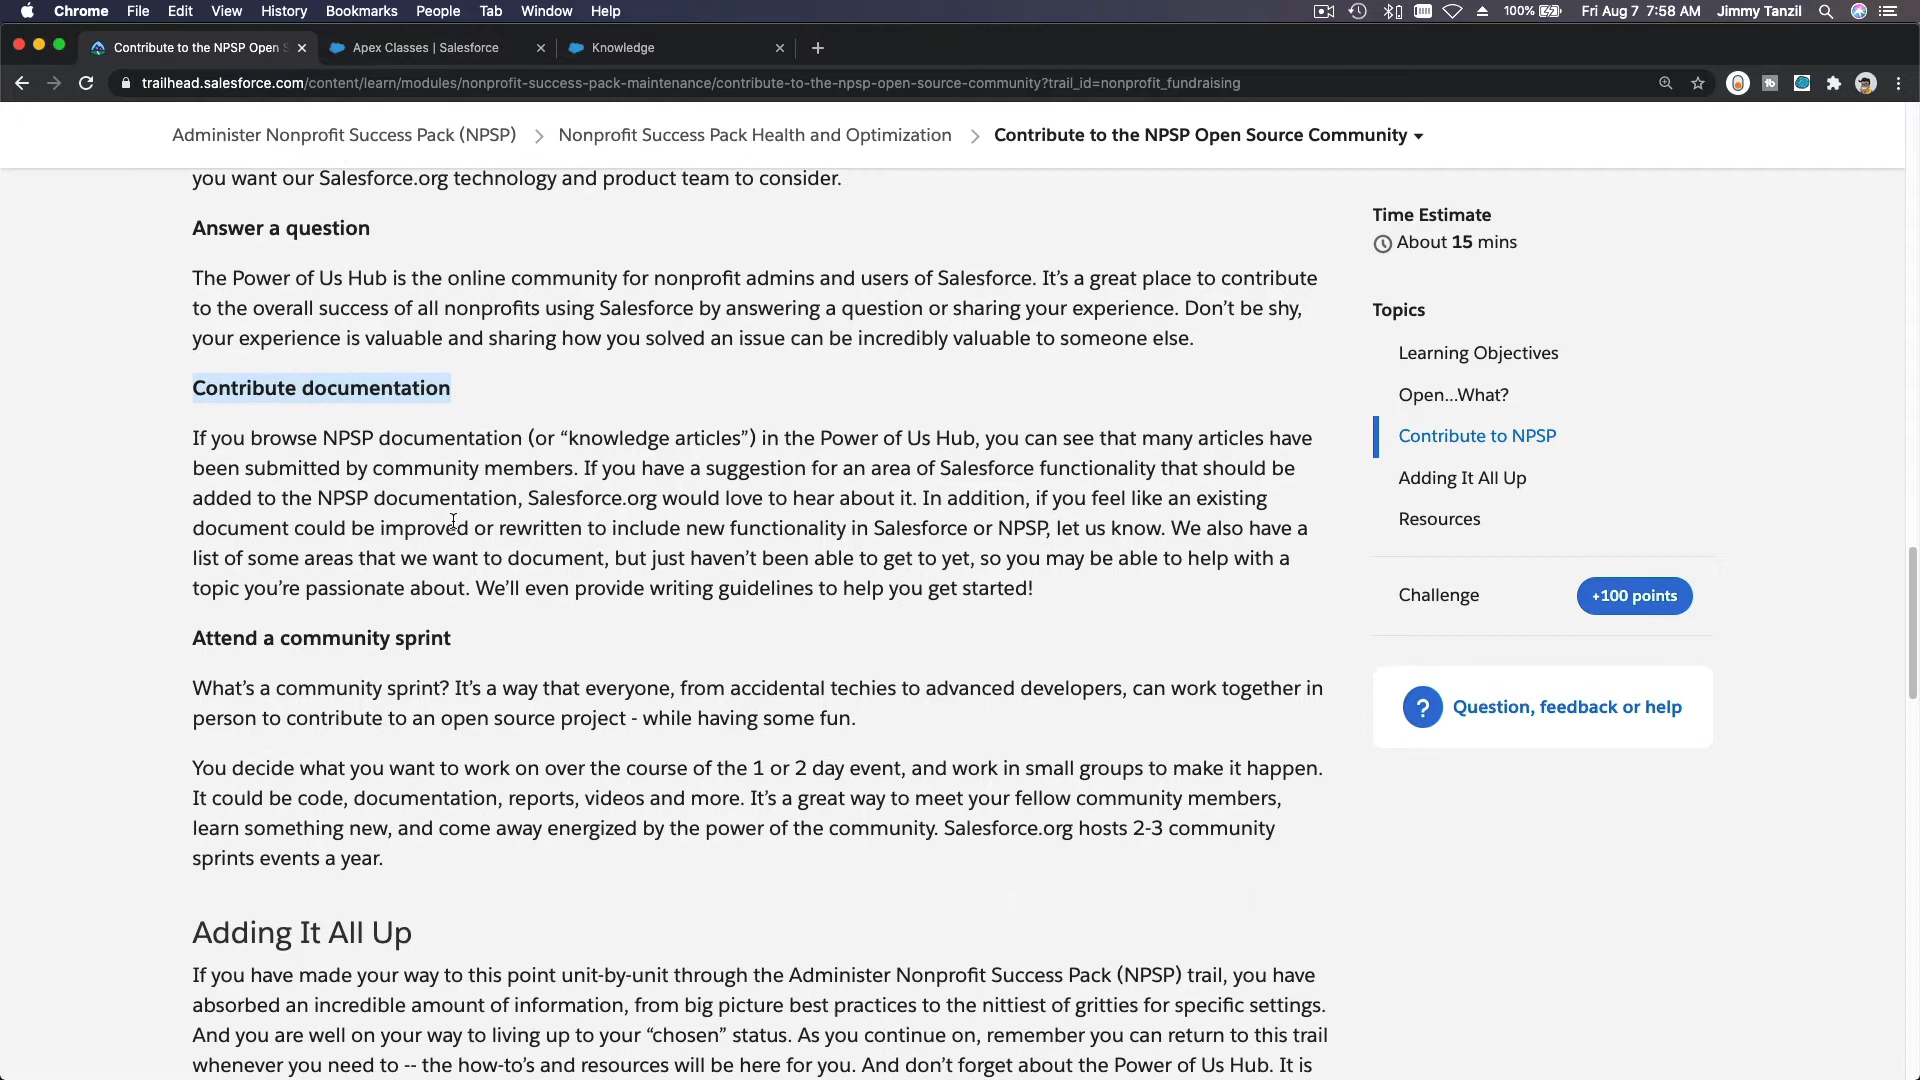 Chrome File Edit View History Bookmarks People Tab Window Help 100% Fri Aug 7 7:58 AM Jimmy Tanzil
Contribute to the NPSP Open S Apex Classes | Salesforce Knowledge
trailhead.salesforce.com/content/learn/modules/nonprofit-success-pack-maintenance/contribute-to-the-npsp-open-source-community?trail_id=nonprofit_fundraising
Administer Nonprofit Success Pack (NPSP) Nonprofit Success Pack Health and Optimization Contribute to the NPSP Open Source Community
you want our Salesforce.org technology and product team to consider.
Answer a question
The Power of Us Hub is the online community for nonprofit admins and users of Salesforce. It’s a great place to contribute
to the overall success of all nonprofits using Salesforce by answering a question or sharing your experience. Don’t be shy,
your experience is valuable and sharing how you solved an issue can be incredibly valuable to someone else.
Contribute documentation
If you browse NPSP documentation (or “knowledge articles”) in the Power of Us Hub, you can see that many articles have
been submitted by community members. If you have a suggestion for an area of Salesforce functionality that should be
added to the NPSP documentation, Salesforce.org would love to hear about it. In addition, if you feel like an existing
document could be improved or rewritten to include new functionality in Salesforce or NPSP, let us know. We also have a
list of some areas that we want to document, but just haven’t been able to get to yet, so you may be able to help with a
topic you’re passionate about. We’ll even provide writing guidelines to help you get started!
Attend a community sprint
What’s a community sprint? It’s a way that everyone, from accidental techies to advanced developers, can work together in
person to contribute to an open source project - while having some fun.
You decide what you want to work on over the course of the 1 or 2 day event, and work in small groups to make it happen.
It could be code, documentation, reports, videos and more. It’s a great way to meet your fellow community members,
learn something new, and come away energized by the power of the community. Salesforce.org hosts 2-3 community
sprints events a year.
Adding It All Up
If you have made your way to this point unit-by-unit through the Administer Nonprofit Success Pack (NPSP) trail, you have
absorbed an incredible amount of information, from big picture best practices to the nittiest of gritties for specific settings.
And you are well on your way to living up to your “chosen” status. As you continue on, remember you can return to this trail
whenever you need to -- the how-to’s and resources will be here for you. And don’t forget about the Power of Us Hub. It is
Time Estimate
About 15 mins
Topics
Learning Objectives
Open...What?
Contribute to NPSP
Adding It All Up
Resources
Challenge +100 points
? Question, feedback or help